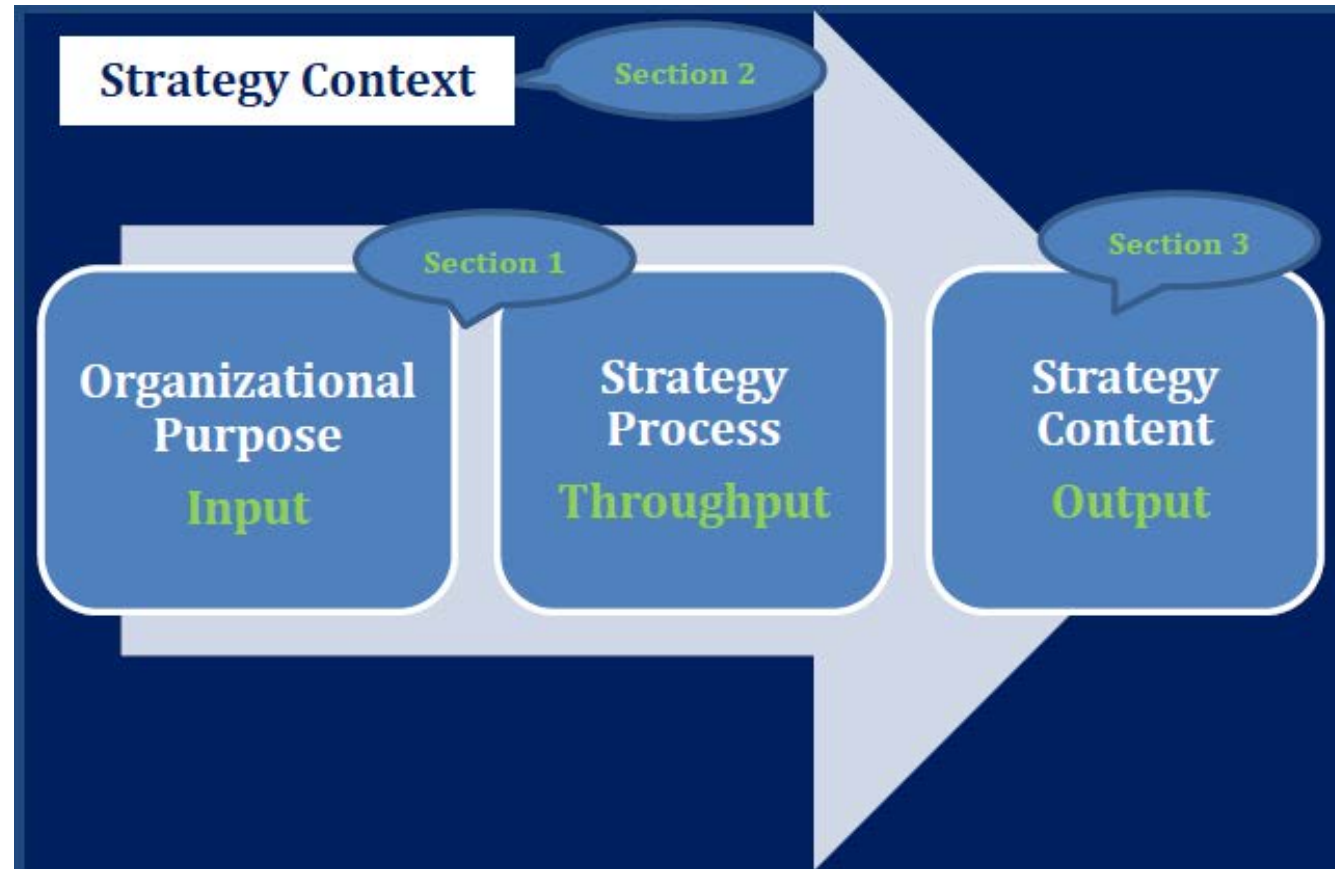 Strategy Context
Section 2
Section 1
Section 3
Organizational
Purpose
Input
Strategy
Process
Throughput
Strategy
Content
Output